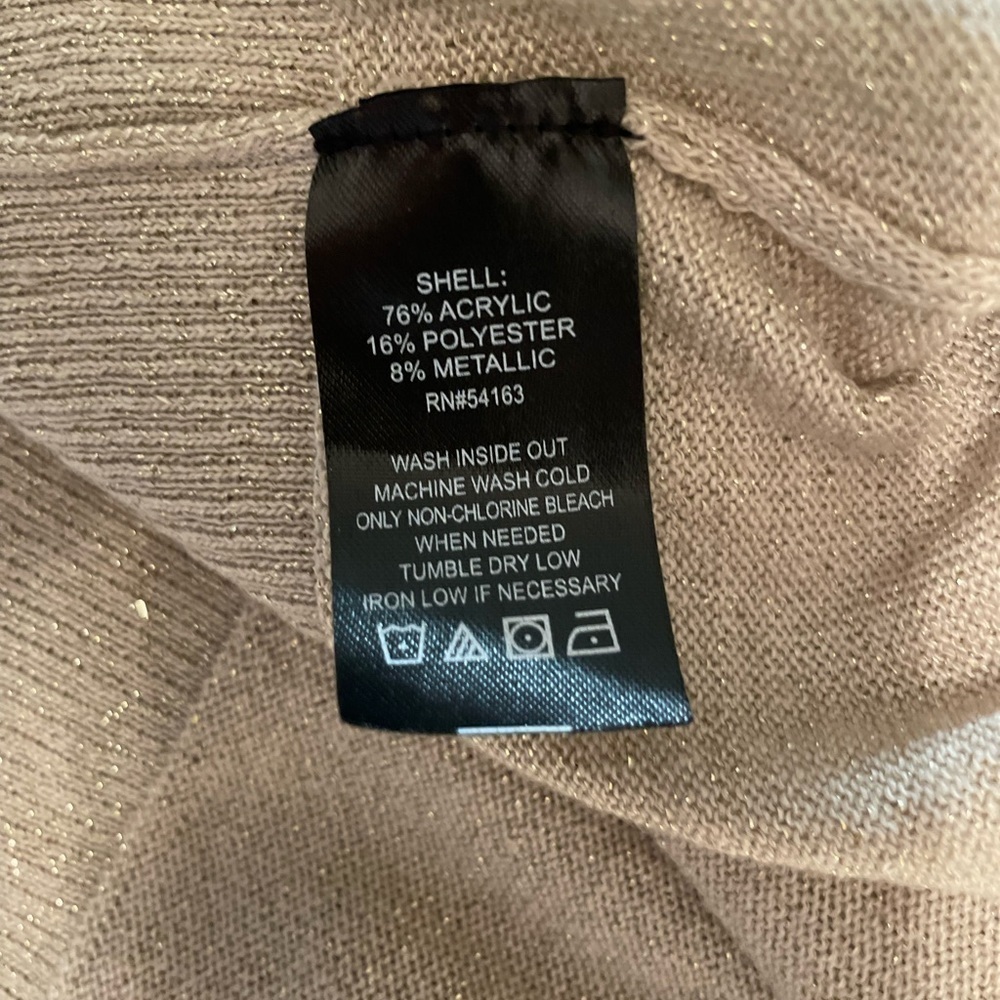 SHELL:
76% ACRYLIC
16% POLYESTER
8% METALLIC
RN#54163
WASH INSIDE OUT
MACHINE WASH COLD
ONLY NON-CHLORINE BLEACH
WHEN NEEDED
TUMBLE DRY LOW
IRON LOW IF NECESSARY